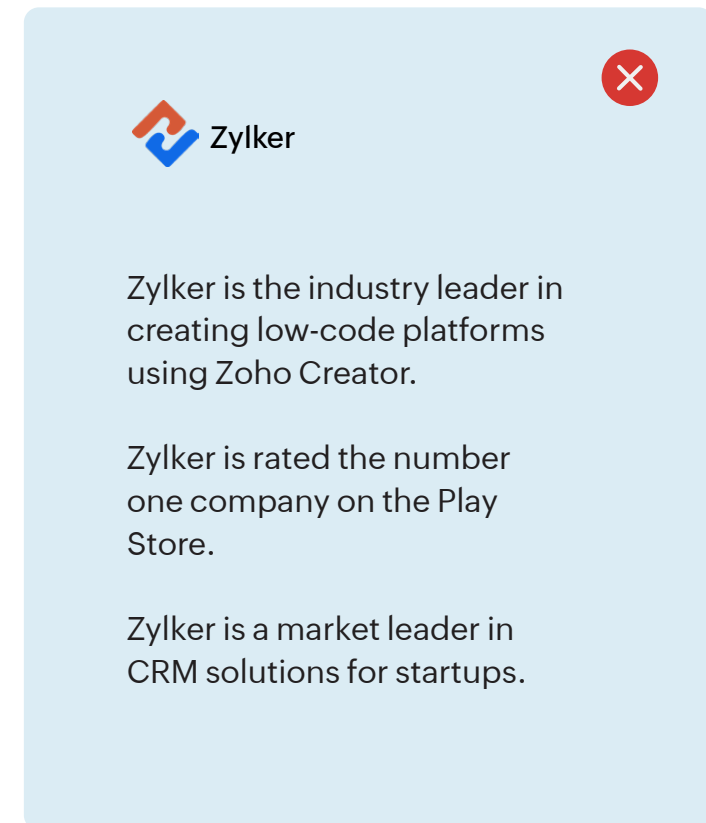 Zylker
Zylker is the industry leader in
creating low-code platforms
using Zoho Creator.
Zylker is rated the number
one company on the Play
Store.
Zylker is a market leader in
CRM solutions for startups.